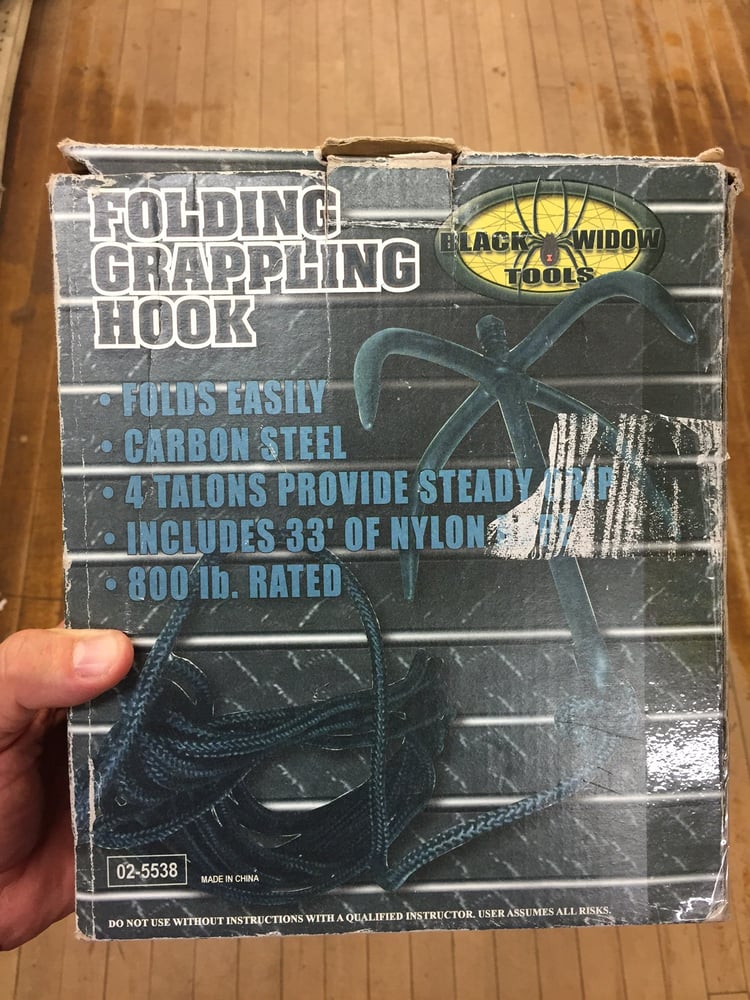 FOLDING
GRAPPLING
HOOK
BLACK WIDOW
TOOLS
• FOLDS EASILY
• CARBON STEEL
• 4 TALONS PROVIDE STEADY GRIP
• INCLUDES 33' OF NYLON
• 800 lb. RATED
02-5538
MADE IN CHINA
DO NOT USE WITHOUT INSTRUCTIONS WITH A QUALIFIED INSTRUCTOR. USER ASSUMES ALL RISKS.